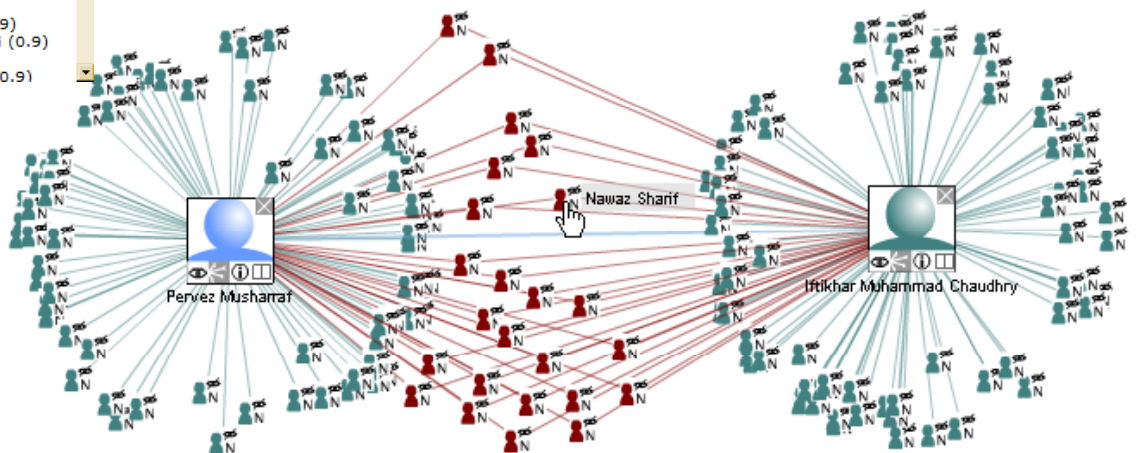 9)
i (0.9)
0.9)
Nawaz Sharif
Pervez Musharraf
Iftikhar Muhammad Chaudhry